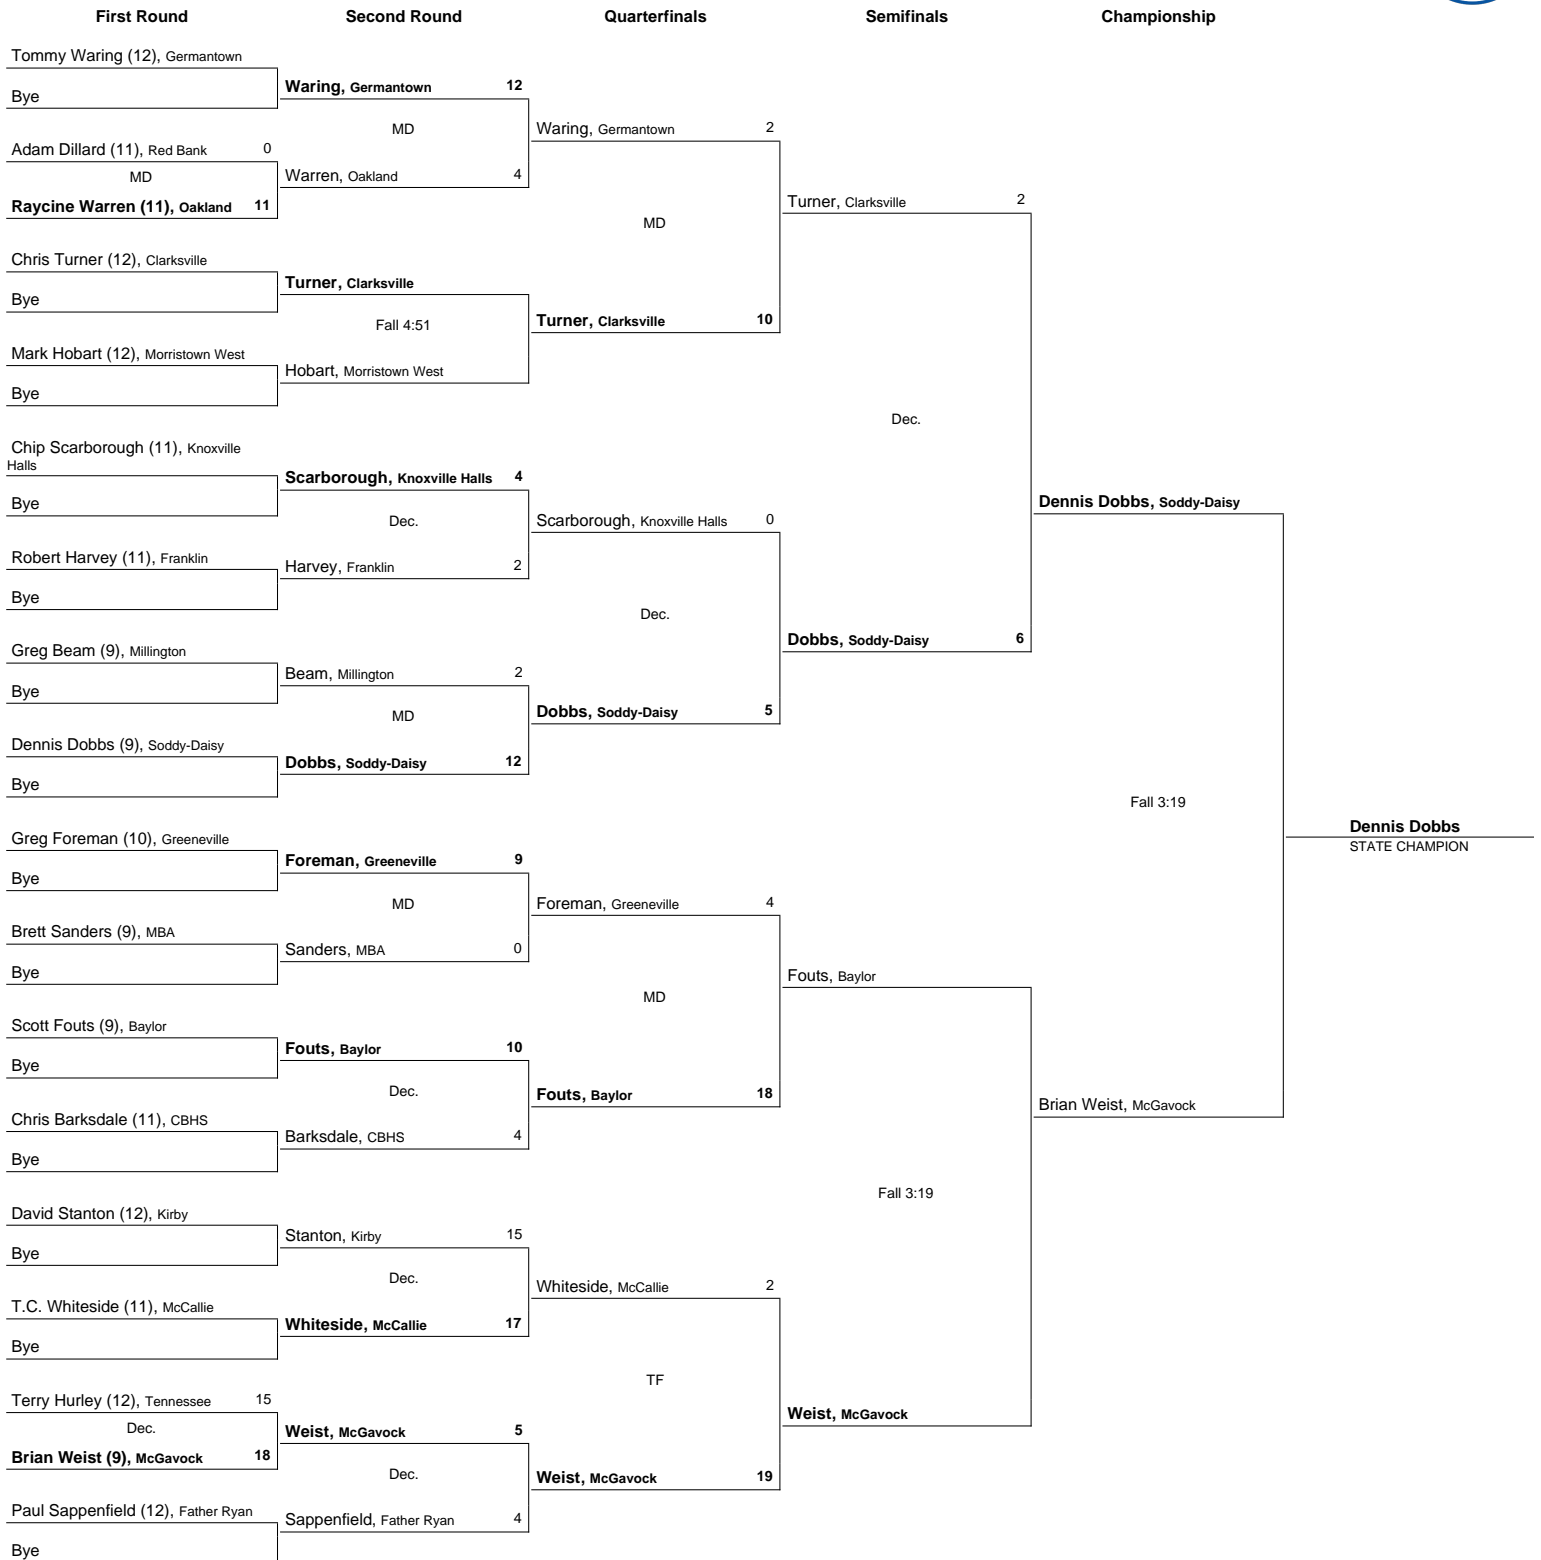 First Round
Second Round
Quarterfinals
Semifinals
Championship
Tommy Waring (12), Germantown
Bye
Adam Dillard (11), Red Bank 0
MD
Raycine Warren (11), Oakland 11
Chris Turner (12), Clarksville
Bye
Mark Hobart (12), Morristown West
Bye
Chip Scarborough (11), Knoxville
Halls
Bye
Robert Harvey (11), Franklin
Bye
Greg Beam (9), Millington
Bye
Dennis Dobbs (9), Soddy-Daisy
Bye
Greg Foreman (10), Greeneville
Bye
Brett Sanders (9), MBA
Bye
Scott Fouts (9), Baylor
Bye
Chris Barksdale (11), CBHS
Bye
David Stanton (12), Kirby
Bye
T.C. Whiteside (11), McCallie
Bye
Terry Hurley (12), Tennessee 15
Dec.
Brian Weist (9), McGavock 18
Paul Sappenfield (12), Father Ryan
Bye
Waring, Germantown 12
MD
Warren, Oakland 4
Turner, Clarksville
Fall 4:51
Hobart, Morristown West
Scarborough, Knoxville Halls 4
Dec.
Harvey, Franklin 2
Beam, Millington 2
MD
Dobbs, Soddy-Daisy 12
Foreman, Greeneville 9
MD
Sanders, MBA 0
Fouts, Baylor 10
Dec.
Barksdale, CBHS 4
Stanton, Kirby 15
Dec.
Whiteside, McCallie 17
Weist, McGavock 5
Dec.
Sappenfield, Father Ryan 4
Waring, Germantown 2
MD
Turner, Clarksville 10
Scarborough, Knoxville Halls 0
Dec.
Dobbs, Soddy-Daisy 5
Foreman, Greeneville 4
MD
Fouts, Baylor 18
Whiteside, McCallie 2
TF
Weist, McGavock 19
Turner, Clarksville 2
Dec.
Dobbs, Soddy-Daisy 6
Fouts, Baylor
Fall 3:19
Weist, McGavock
Dennis Dobbs, Soddy-Daisy
Fall 3:19
Brian Weist, McGavock
Dennis Dobbs
STATE CHAMPION